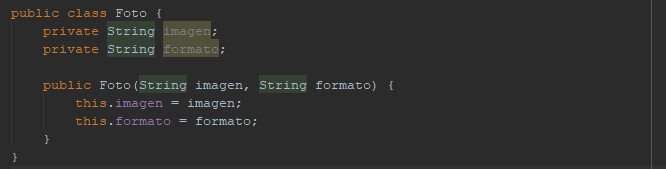 public class Foto {
    private String imagen;
    private String formato;

    public Foto(String imagen, String formato) {
        this.imagen = imagen;
        this.formato = formato;
    }
}